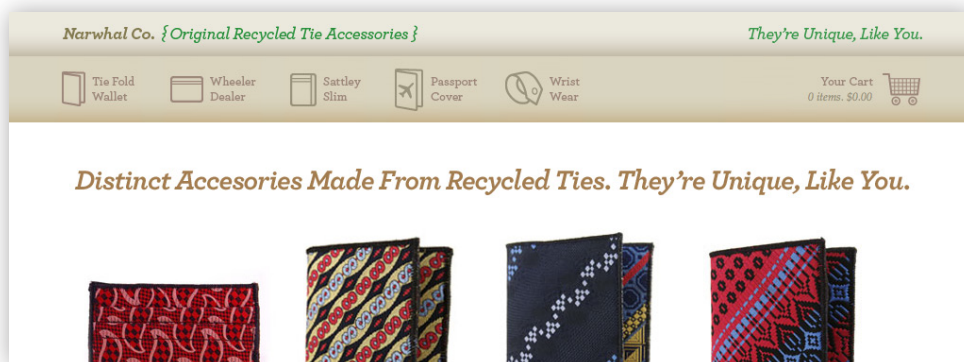 Narwhal Co. { Original Recycled Tie Accessories }
They're Unique, Like You.
Tie Fold
Wallet
Wheeler
Dealer
Sattley
Slim
Passport
Cover
Wrist
Wear
Your Cart
0 items. $0.00
Distinct Accesories Made From Recycled Ties. They're Unique, Like You.